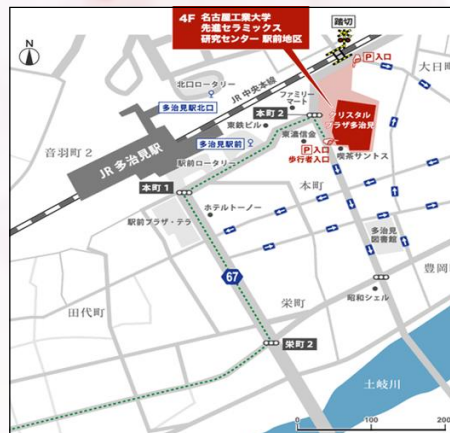 4F 名古屋工業大学
先進セラミックス
研究センター 駅前地区
踏切
N
北口ロータリー
JR 中央本線
P 入口
大日町
多治見駅北口
ファミリー
マート
本町 2
クリスタル
プラザ多治見
音羽町 2
東鉄ビル
多治見駅前
東濃信金
JR 多治見駅
P 入口
歩行者入口
喫茶サントス
駅前ロータリー
本町
本町 1
ホテルトーノー
駅前プラザ・テラ
多治見
図書館
豊岡
67
田代町
栄町
昭和シェル
栄町 2
土岐川
0
100
200